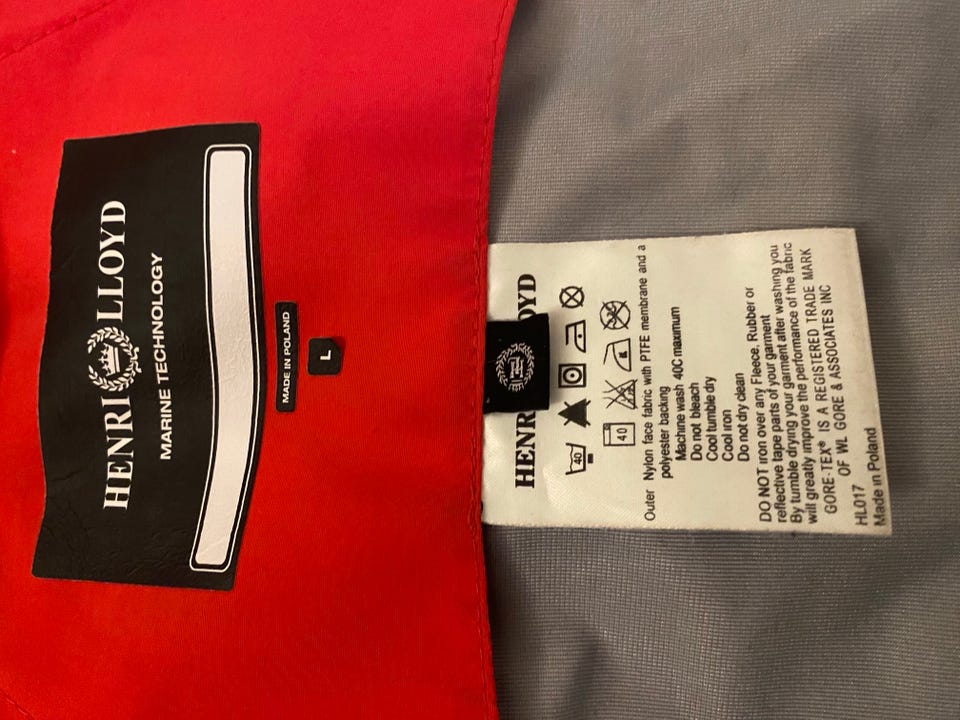 HENRI LLOYD
MARINE TECHNOLOGY
MADE IN POLAND
L
HENRI LLOYD
40
40
Outer Nylon face fabric with PTFE membrane and a
polyester backing
Machine wash 40C maximum
Do not bleach
Cool tumble dry
Cool iron
Do not dry clean
DO NOT iron over any Fleece, Rubber or
reflective tape parts of your garment
By tumble drying your garment after washing you
will greatly improve the performance of the fabric
GORE-TEX® IS A REGISTERED TRADE MARK
OF WL GORE & ASSOCIATES INC
HL017
Made in Poland